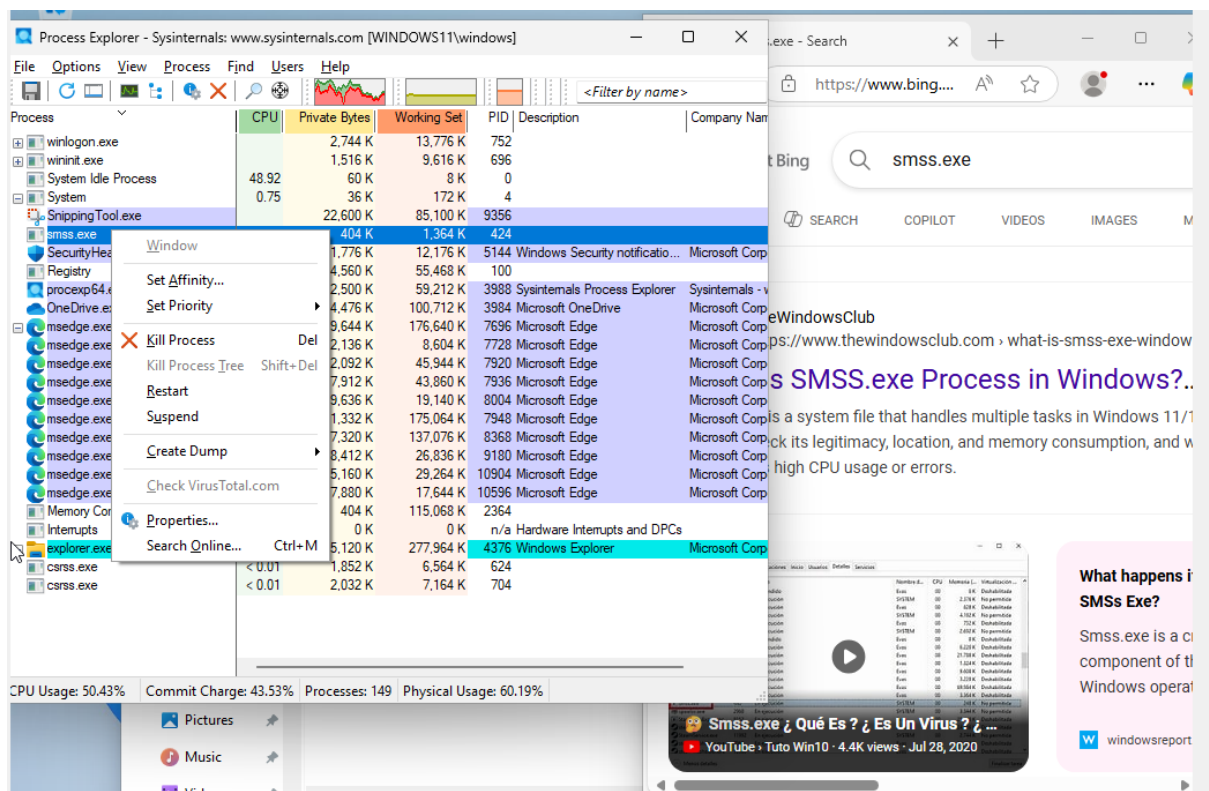 Process Explorer - Sysinternals: www.sysinternals.com [WINDOWS11\windows]
File Options View Process Find Users Help
<Filter by name>
Process CPU Private Bytes Working Set PID Description Company Nam
winlogon.exe 2,744 K 13,776 K 752
wininit.exe 1,516 K 9,616 K 696
System Idle Process 48.92 60 K 8 K 0
System 0.75 36 K 172 K 4
SnippingTool.exe 22,600 K 85,100 K 9356
smss.exe 404 K 1,364 K 424
SecurityHea 1,776 K 12,176 K 5144 Windows Security notificatio... Microsoft Corp
Registry 4,560 K 55,468 K 100
procexp64.e 2,500 K 59,212 K 3988 Sysinternals Process Explorer Sysinternals - w
OneDrive.ex 4,476 K 100,712 K 3984 Microsoft OneDrive Microsoft Corp
msedge.exe 9,644 K 176,640 K 7696 Microsoft Edge Microsoft Corp
msedge.exe 2,136 K 8,604 K 7728 Microsoft Edge Microsoft Corp
msedge.exe 2,092 K 45,944 K 7920 Microsoft Edge Microsoft Corp
msedge.exe 7,912 K 43,860 K 7936 Microsoft Edge Microsoft Corp
msedge.exe 9,636 K 19,140 K 8004 Microsoft Edge Microsoft Corp
msedge.exe 1,332 K 175,064 K 7948 Microsoft Edge Microsoft Corp
msedge.exe 7,320 K 137,076 K 8368 Microsoft Edge Microsoft Corp
msedge.exe 8,412 K 26,836 K 9180 Microsoft Edge Microsoft Corp
msedge.exe 5,160 K 29,264 K 10904 Microsoft Edge Microsoft Corp
msedge.exe 7,880 K 17,644 K 10596 Microsoft Edge Microsoft Corp
Memory Cor 404 K 115,068 K 2364
Interrupts 0 K 0 K n/a Hardware Interrupts and DPCs
explorer.exe 5,120 K 277,964 K 4376 Windows Explorer Microsoft Corp
csrss.exe < 0.01 1,852 K 6,564 K 624
csrss.exe < 0.01 2,032 K 7,164 K 704
Window
Set Affinity...
Set Priority
Kill Process Del
Kill Process Tree Shift+Del
Restart
Suspend
Create Dump
Check VirusTotal.com
Properties...
Search Online... Ctrl+M
CPU Usage: 50.43% Commit Charge: 43.53% Processes: 149 Physical Usage: 60.19%
Pictures
Music
.exe - Search
https://www.bing....
t Bing smss.exe
SEARCH COPILOT VIDEOS IMAGES M
eWindowsClub
ps://www.thewindowsclub.com › what-is-smss-exe-window
s SMSS.exe Process in Windows?..
is a system file that handles multiple tasks in Windows 11/1
ck its legitimacy, location, and memory consumption, and w
high CPU usage or errors.
Smss.exe ¿ Qué Es ? ¿ Es Un Virus ? ¿ ...
YouTube › Tuto Win10 · 4.4K views · Jul 28, 2020
What happens i
SMSs Exe?
Smss.exe is a cr
component of th
Windows operat
windowsreport